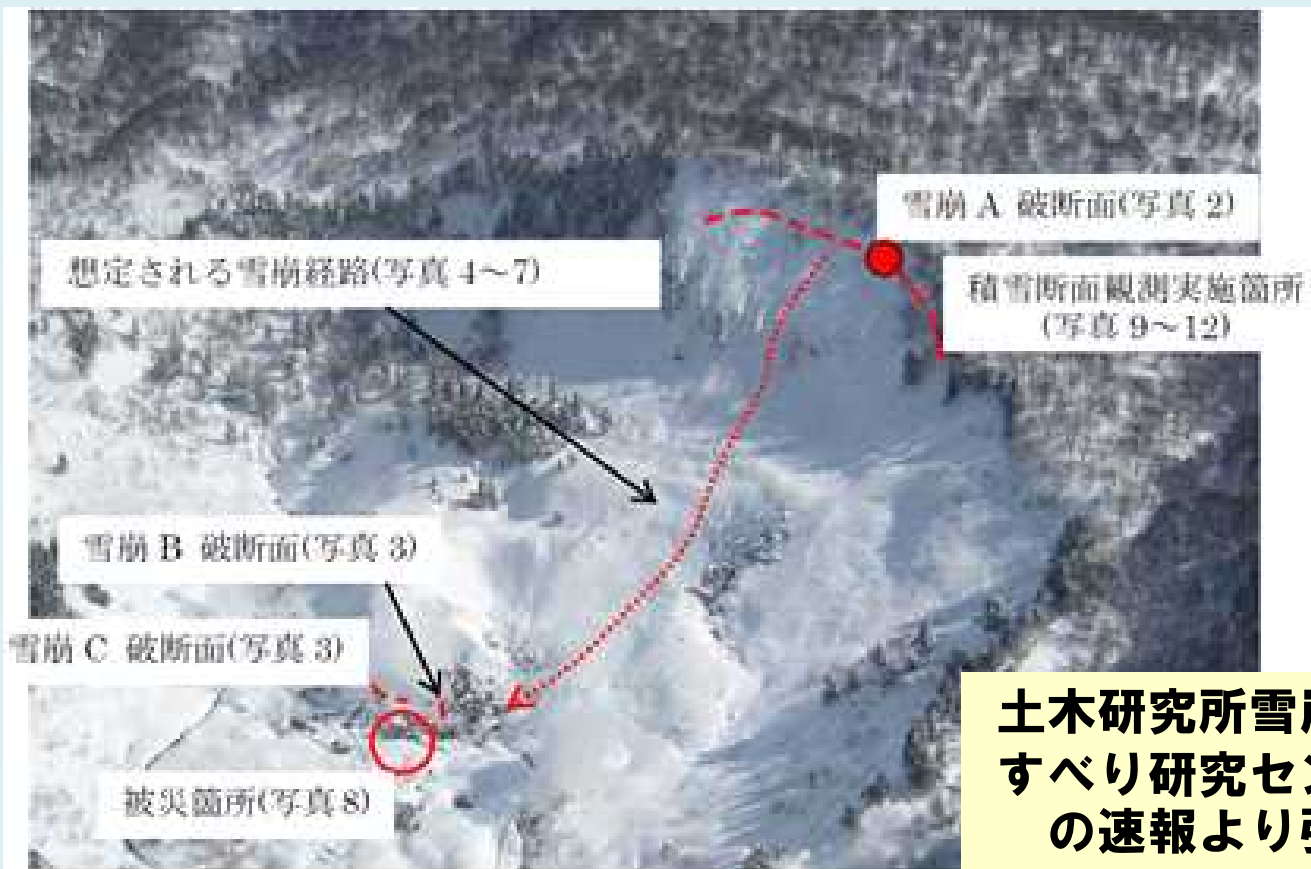 雪崩 A 破断面(写真 2)
想定される雪崩経路(写真 4〜7)
積雪断面観測実施箇所
(写真 9〜12)
雪崩 B 破断面(写真 3)
雪崩 C 破断面(写真 3)
被災箇所(写真 8)
土木研究所雪
すべり研究セン
の速報より